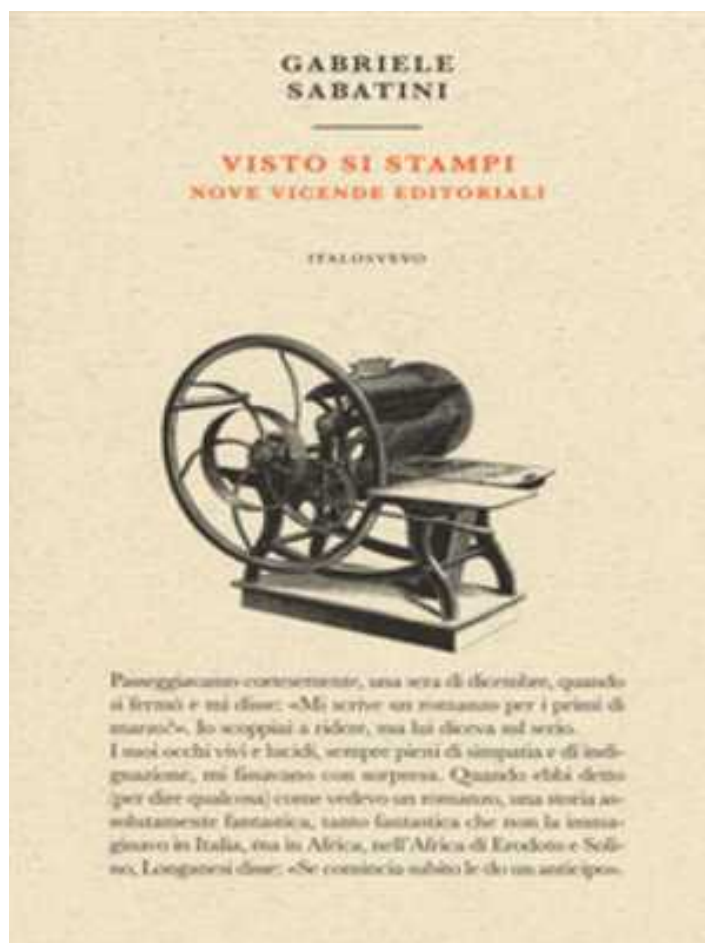 GABRIELE
SABATINI
VISTO SI STAMPI
NOVE VICENDE EDITORIALI
ITALOSVEVO
Passeggiavamo cortesemente, una sera di dicembre, quando
si fermò e mi disse: «Mi scrive un romanzo per i primi di
marzo?». Io scoppiai a ridere, ma lui diceva sul serio.
I suoi occhi vivi e lucidi, sempre pieni di simpatia e di indi-
gnazione, mi fissavano con sorpresa. Quando ebbi detto
(per dire qualcosa) come vedevo un romanzo, una storia as-
solutamente fantastica, tanto fantastica che non la imma-
ginavo in Italia, ma in Africa, nell'Africa di Erodoto e Soli-
no, Longanesi disse: «Se comincia subito le do un anticipo».